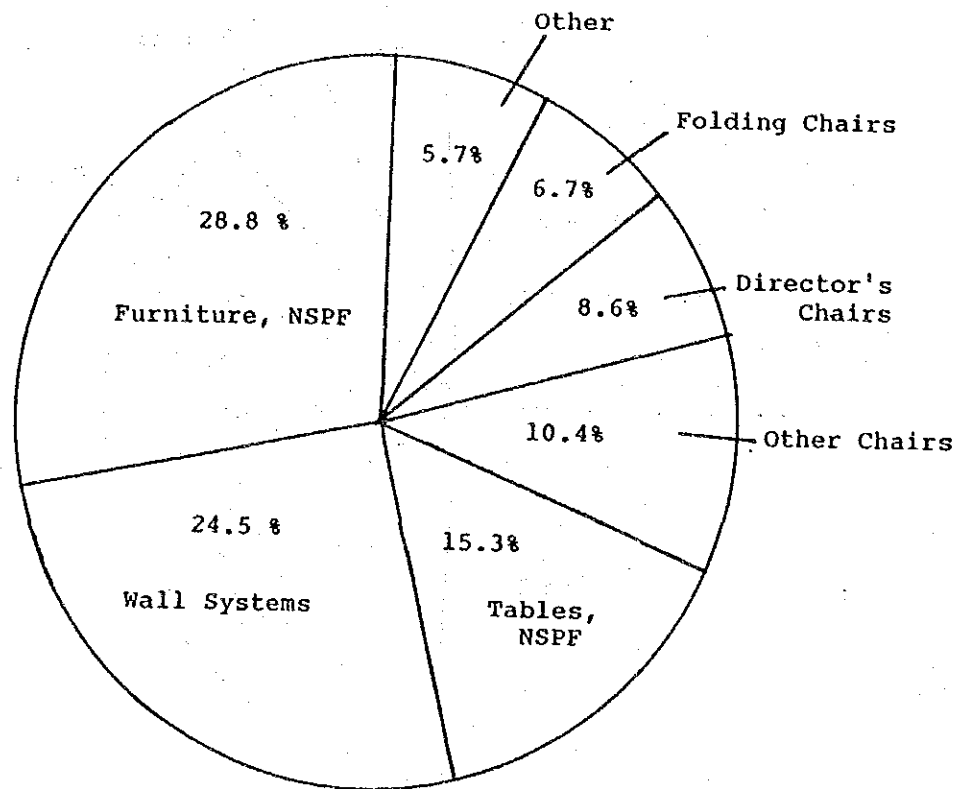 Other
5.7%
Folding Chairs
6.7%
28.8 %
Furniture, NSPF
Director's
Chairs
8.6%
10.4%
Other Chairs
24.5 %
Wall Systems
15.3%
Tables,
NSPF